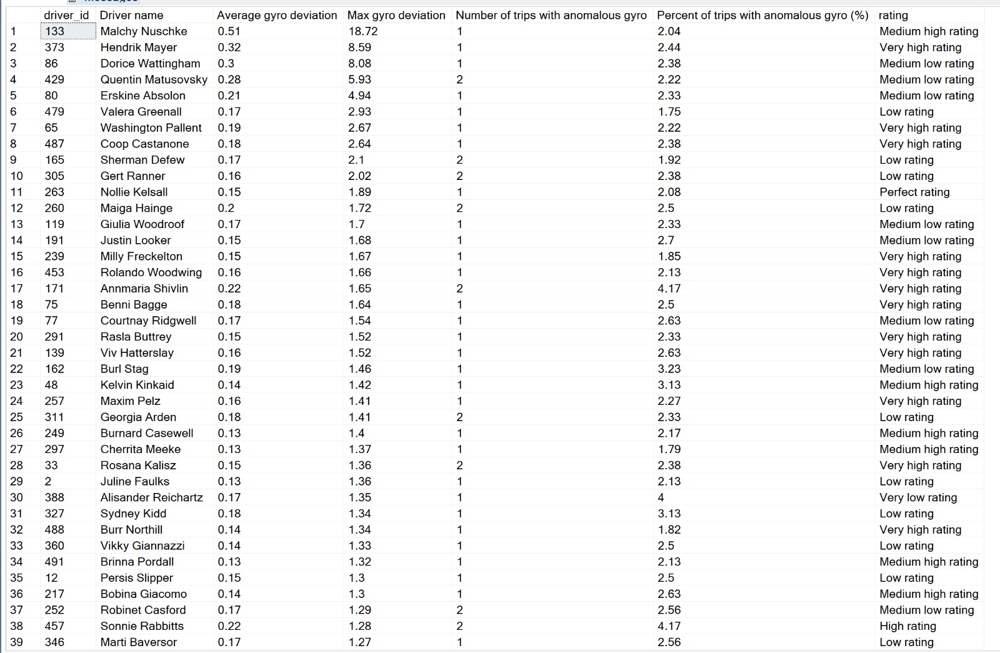 Messages
driver_id Driver name Average gyro deviation Max gyro deviation Number of trips with anomalous gyro Percent of trips with anomalous gyro (%) rating
1 133 Malchy Nuschke 0.51 18.72 1 2.04 Medium high rating
2 373 Hendrik Mayer 0.32 8.59 1 2.44 Very high rating
3 86 Dorice Wattingham 0.3 8.08 1 2.38 Medium low rating
4 429 Quentin Matusovsky 0.28 5.93 2 2.22 Medium low rating
5 80 Erskine Absolon 0.21 4.94 1 2.33 Medium low rating
6 479 Valera Greenall 0.17 2.93 1 1.75 Low rating
7 65 Washington Pallent 0.19 2.67 1 2.22 Very high rating
8 487 Coop Castanone 0.18 2.64 1 2.38 Very high rating
9 165 Sherman Defew 0.17 2.1 2 1.92 Low rating
10 305 Gert Ranner 0.16 2.02 2 2.38 Low rating
11 263 Nollie Kelsall 0.15 1.89 1 2.08 Perfect rating
12 260 Maiga Hainge 0.2 1.72 2 2.5 Low rating
13 119 Giulia Woodroof 0.17 1.7 1 2.33 Medium low rating
14 191 Justin Looker 0.15 1.68 1 2.7 Medium low rating
15 239 Milly Freckelton 0.15 1.67 1 1.85 Very high rating
16 453 Rolando Woodwing 0.16 1.66 1 2.13 Very high rating
17 171 Annmaria Shivlin 0.22 1.65 2 4.17 Very high rating
18 75 Benni Bagge 0.18 1.64 1 2.5 Very high rating
19 77 Courtnay Ridgwell 0.17 1.54 1 2.63 Medium low rating
20 291 Rasla Buttrey 0.15 1.52 1 2.33 Very high rating
21 139 Viv Hatterslay 0.16 1.52 1 2.63 Very high rating
22 162 Burl Stag 0.19 1.46 1 3.23 Medium low rating
23 48 Kelvin Kinkaid 0.14 1.42 1 3.13 Medium high rating
24 257 Maxim Pelz 0.16 1.41 1 2.27 Very high rating
25 311 Georgia Arden 0.18 1.41 2 2.33 Low rating
26 249 Burnard Casewell 0.13 1.4 1 2.17 Medium high rating
27 297 Cherrita Meeke 0.13 1.37 1 1.79 Medium high rating
28 33 Rosana Kalisz 0.15 1.36 2 2.38 Very high rating
29 2 Juline Faulks 0.13 1.36 1 2.13 Low rating
30 388 Alisander Reichartz 0.17 1.35 1 4 Very low rating
31 327 Sydney Kidd 0.18 1.34 1 3.13 Low rating
32 488 Burr Northill 0.14 1.34 1 1.82 Very high rating
33 360 Vikky Giannazzi 0.14 1.33 1 2.5 Low rating
34 491 Brinna Pordall 0.13 1.32 1 2.13 Medium high rating
35 12 Persis Slipper 0.15 1.3 1 2.5 Low rating
36 217 Bobina Giacomo 0.14 1.3 1 2.63 Medium high rating
37 252 Robinet Casford 0.17 1.29 2 2.56 Medium low rating
38 457 Sonnie Rabbitts 0.22 1.28 2 4.17 High rating
39 346 Marti Baversor 0.17 1.27 1 2.56 Low rating